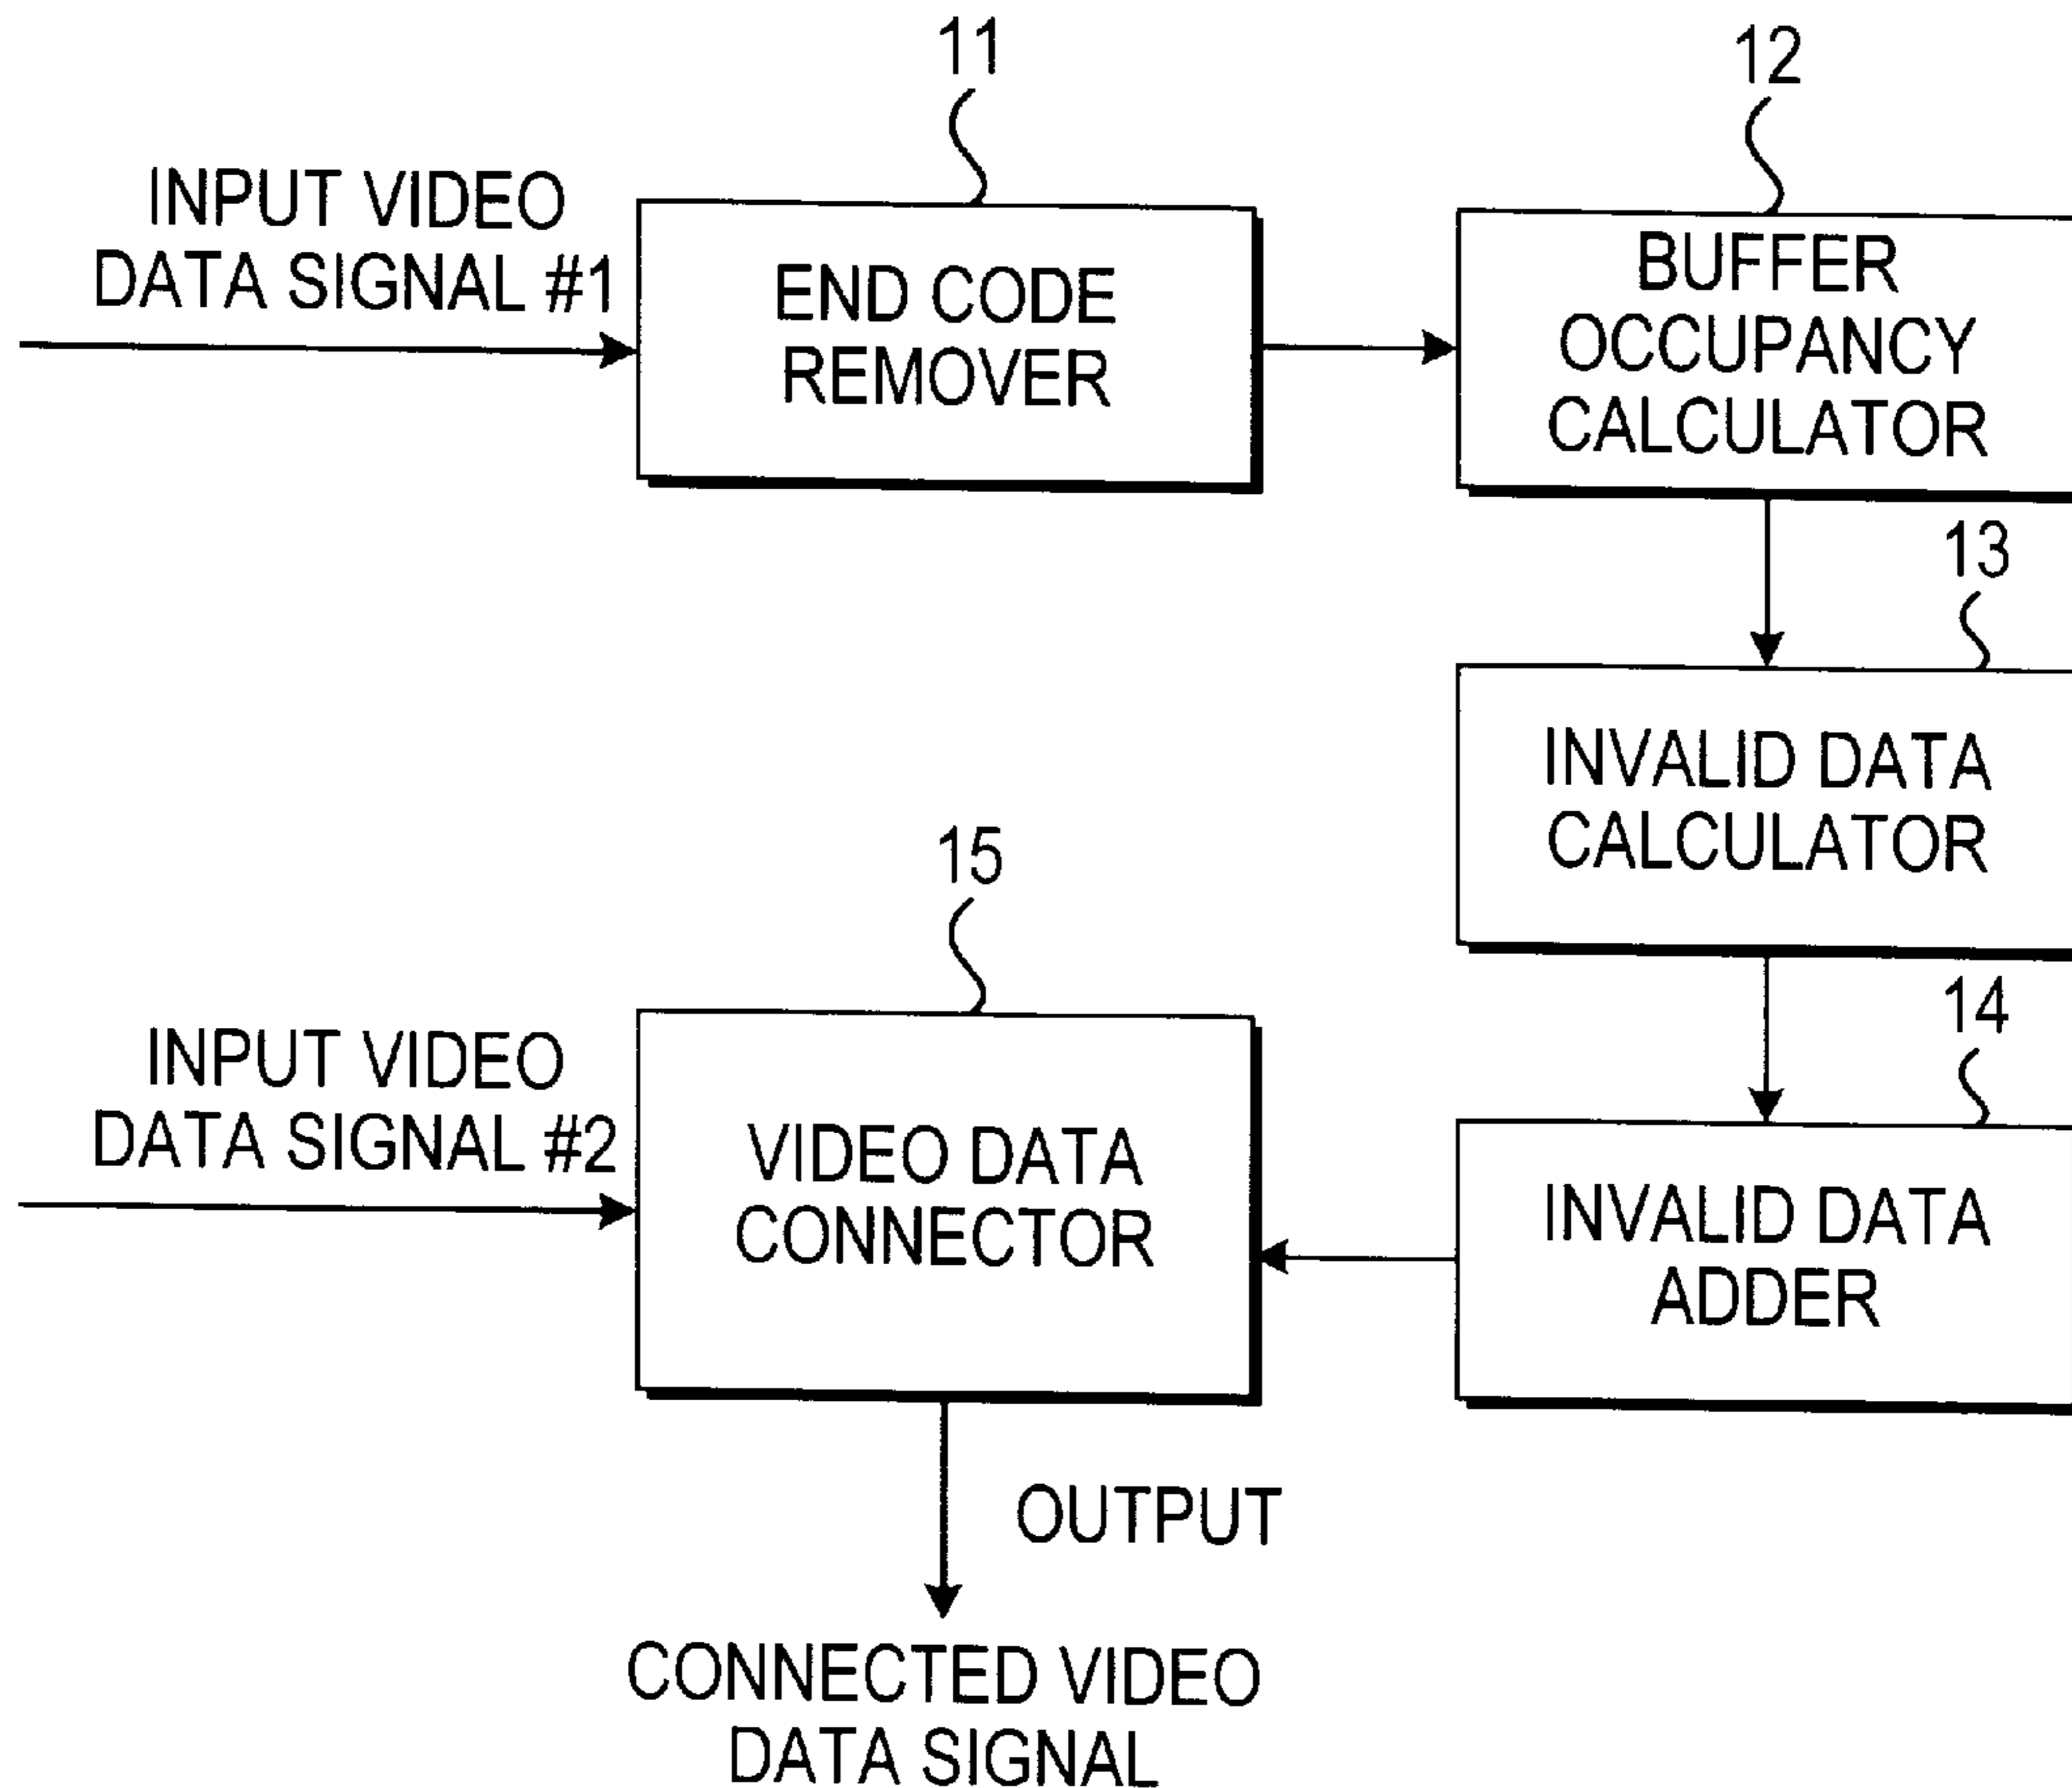 11
12
INPUT VIDEO
DATA SIGNAL #1
END CODE
REMOVER
BUFFER
OCCUPANCY
CALCULATOR
13
INVALID DATA
CALCULATOR
15
14
INPUT VIDEO
DATA SIGNAL #2
VIDEO DATA
CONNECTOR
INVALID DATA
ADDER
OUTPUT
CONNECTED VIDEO
DATA SIGNAL